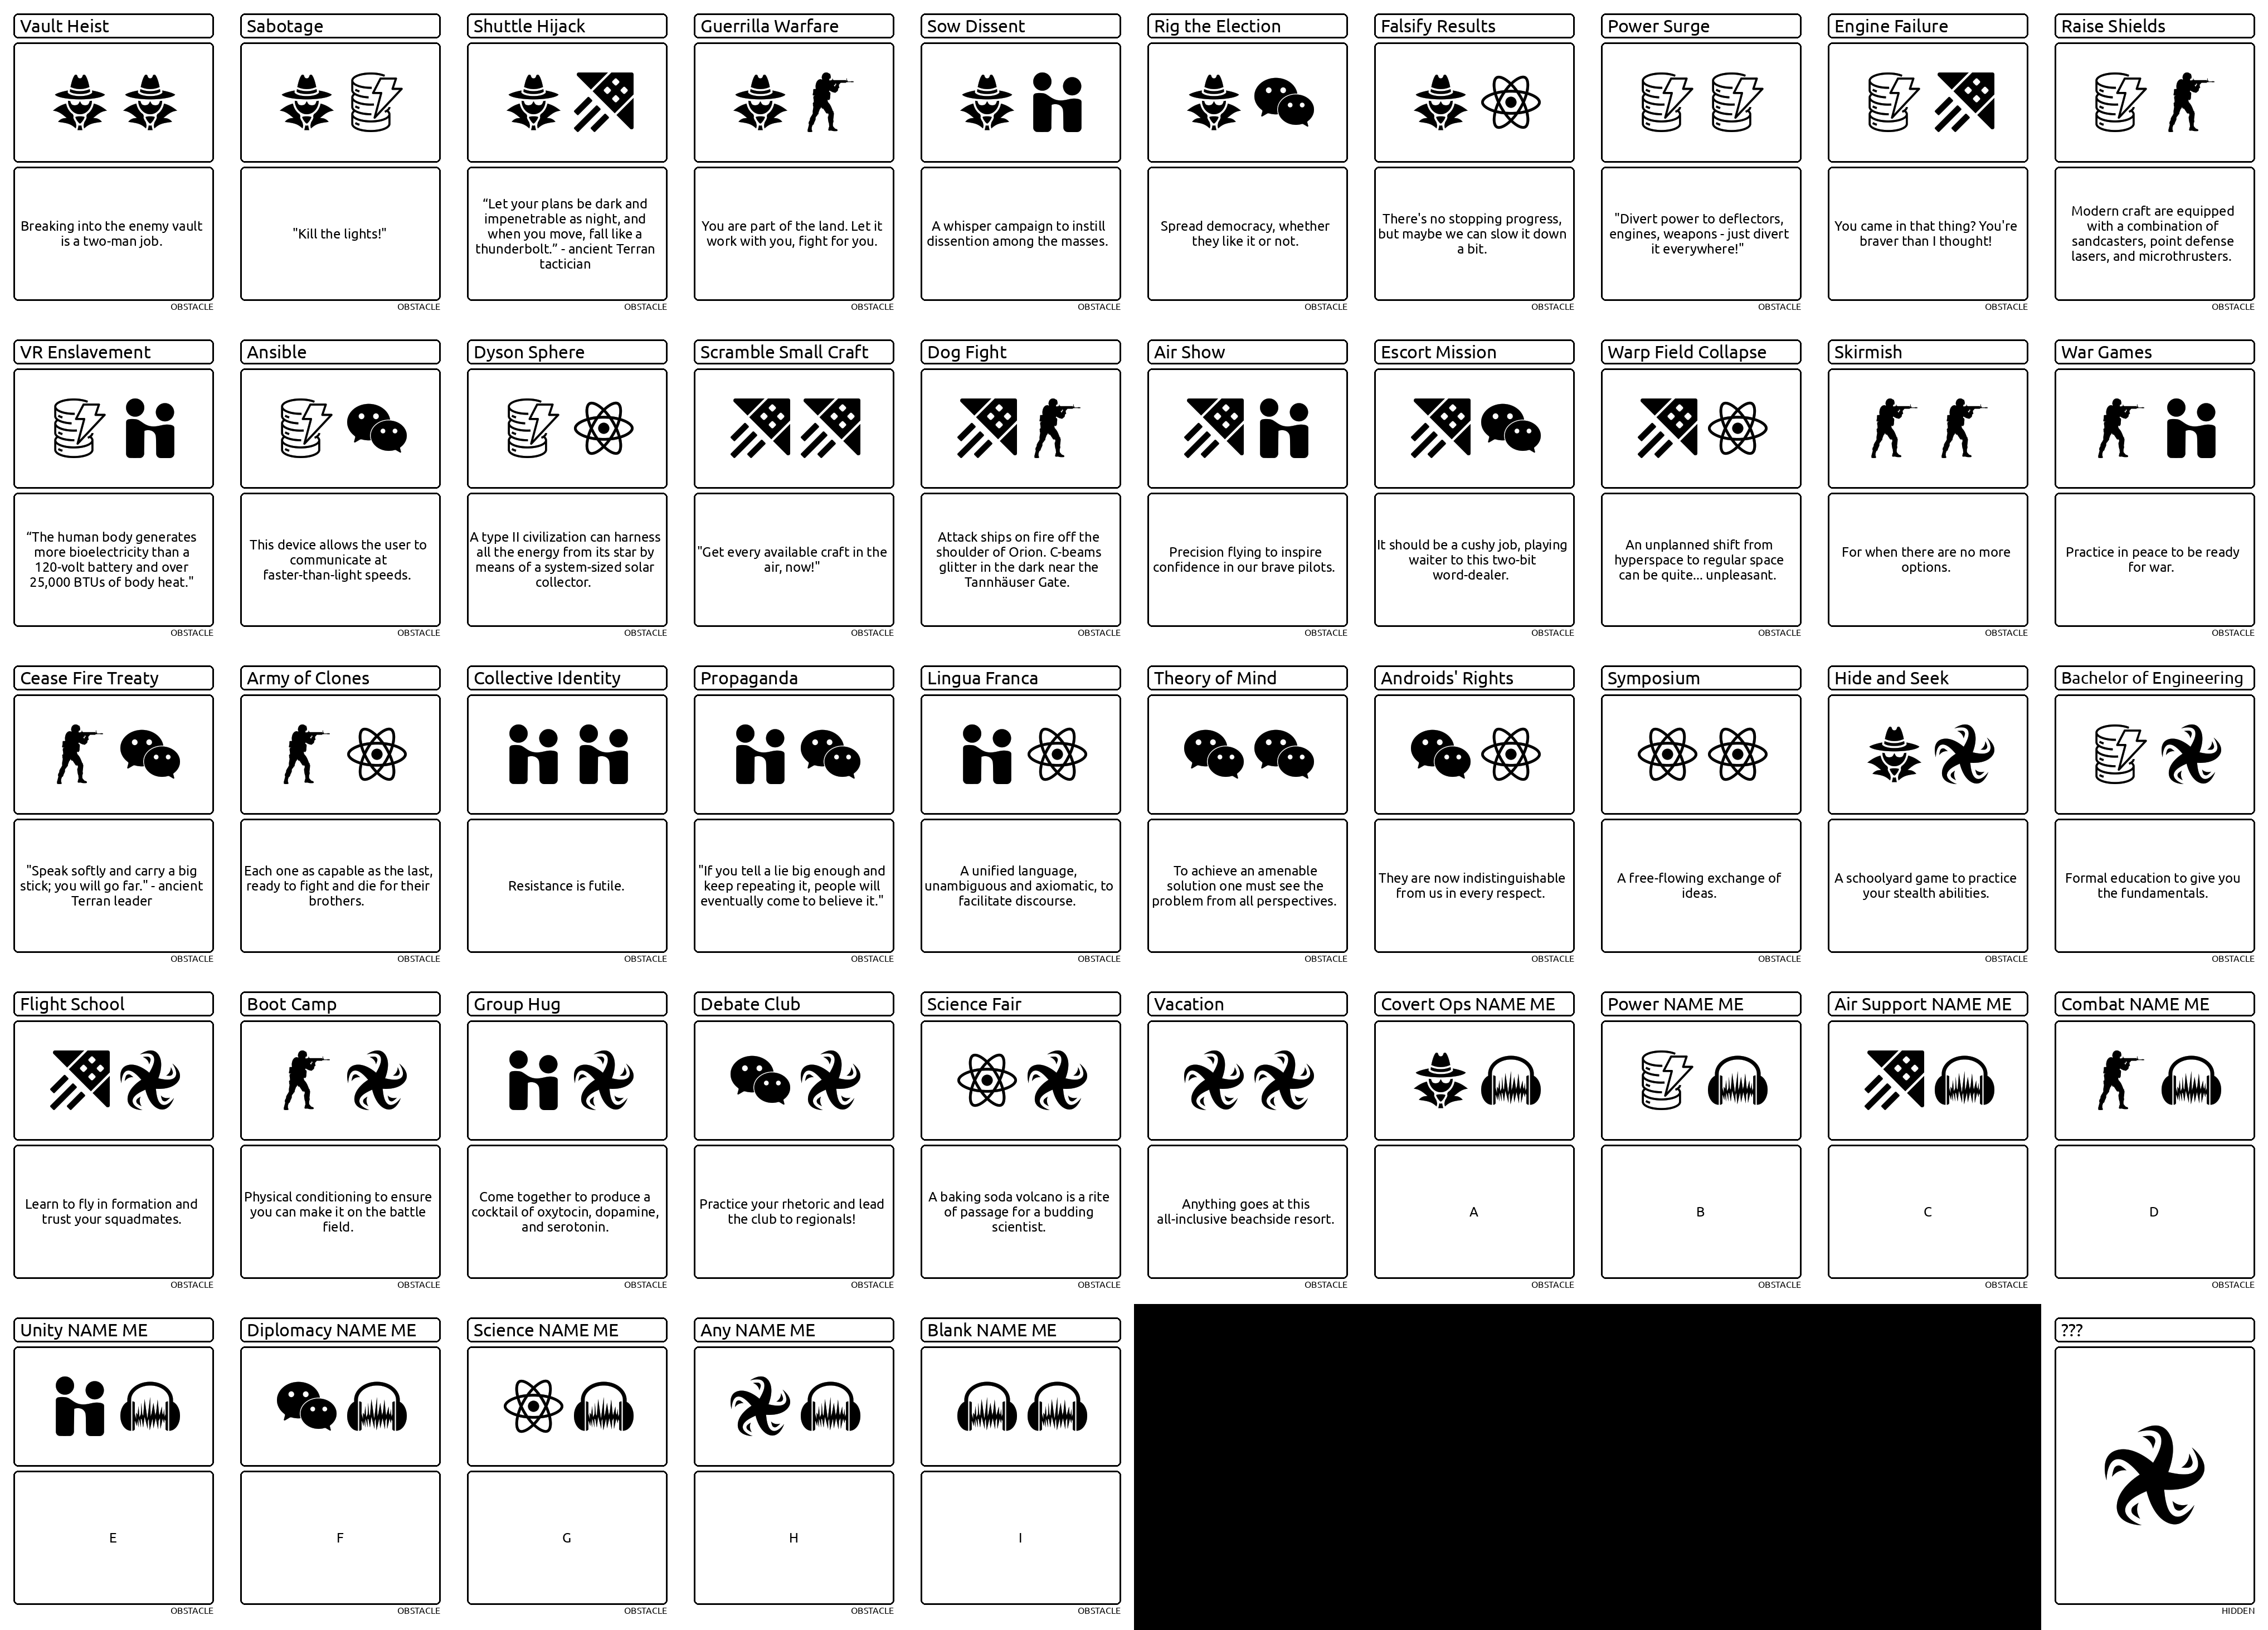 Vault Heist
Breaking into the enemy vault
is a two-man job.
OBSTACLE
Sabotage
"Kill the lights!"
OBSTACLE
Shuttle Hijack
“Let your plans be dark and
impenetrable as night, and
when you move, fall like a
thunderbolt.” - ancient Terran
tactician
OBSTACLE
Guerrilla Warfare
You are part of the land. Let it
work with you, fight for you.
OBSTACLE
Sow Dissent
A whisper campaign to instill
dissention among the masses.
OBSTACLE
Rig the Election
Spread democracy, whether
they like it or not.
OBSTACLE
Falsify Results
There's no stopping progress,
but maybe we can slow it down
a bit.
OBSTACLE
Power Surge
"Divert power to deflectors,
engines, weapons - just divert
it everywhere!"
OBSTACLE
Engine Failure
You came in that thing? You're
braver than I thought!
OBSTACLE
Raise Shields
Modern craft are equipped
with a combination of
sandcasters, point defense
lasers, and microthrusters.
OBSTACLE
VR Enslavement
“The human body generates
more bioelectricity than a
120-volt battery and over
25,000 BTUs of body heat."
OBSTACLE
Ansible
This device allows the user to
communicate at
faster-than-light speeds.
OBSTACLE
Dyson Sphere
A type II civilization can harness
all the energy from its star by
means of a system-sized solar
collector.
OBSTACLE
Scramble Small Craft
"Get every available craft in the
air, now!"
OBSTACLE
Dog Fight
Attack ships on fire off the
shoulder of Orion. C-beams
glitter in the dark near the
Tannhäuser Gate.
OBSTACLE
Air Show
Precision flying to inspire
confidence in our brave pilots.
OBSTACLE
Escort Mission
It should be a cushy job, playing
waiter to this two-bit
word-dealer.
OBSTACLE
Warp Field Collapse
An unplanned shift from
hyperspace to regular space
can be quite... unpleasant.
OBSTACLE
Skirmish
For when there are no more
options.
OBSTACLE
War Games
Practice in peace to be ready
for war.
OBSTACLE
Cease Fire Treaty
"Speak softly and carry a big
stick; you will go far." - ancient
Terran leader
OBSTACLE
Army of Clones
Each one as capable as the last,
ready to fight and die for their
brothers.
OBSTACLE
Collective Identity
Resistance is futile.
OBSTACLE
Propaganda
"If you tell a lie big enough and
keep repeating it, people will
eventually come to believe it."
OBSTACLE
Lingua Franca
A unified language,
unambiguous and axiomatic, to
facilitate discourse.
OBSTACLE
Theory of Mind
To achieve an amenable
solution one must see the
problem from all perspectives.
OBSTACLE
Androids' Rights
They are now indistinguishable
from us in every respect.
OBSTACLE
Symposium
A free-flowing exchange of
ideas.
OBSTACLE
Hide and Seek
A schoolyard game to practice
your stealth abilities.
OBSTACLE
Bachelor of Engineering
Formal education to give you
the fundamentals.
OBSTACLE
Flight School
Learn to fly in formation and
trust your squadmates.
OBSTACLE
Boot Camp
Physical conditioning to ensure
you can make it on the battle
field.
OBSTACLE
Group Hug
Come together to produce a
cocktail of oxytocin, dopamine,
and serotonin.
OBSTACLE
Debate Club
Practice your rhetoric and lead
the club to regionals!
OBSTACLE
Science Fair
A baking soda volcano is a rite
of passage for a budding
scientist.
OBSTACLE
Vacation
Anything goes at this
all-inclusive beachside resort.
OBSTACLE
Covert Ops NAME ME
A
OBSTACLE
Power NAME ME
B
OBSTACLE
Air Support NAME ME
C
OBSTACLE
Combat NAME ME
D
OBSTACLE
Unity NAME ME
E
OBSTACLE
Diplomacy NAME ME
F
OBSTACLE
Science NAME ME
G
OBSTACLE
Any NAME ME
H
OBSTACLE
Blank NAME ME
I
OBSTACLE
???
HIDDEN